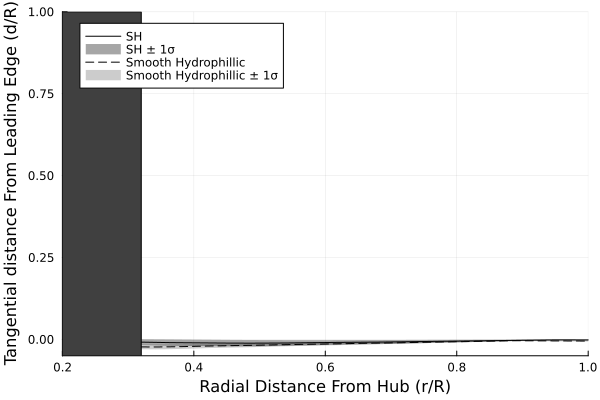 Tangential distance From Leading Edge (d/R)
1.00
0.75
0.50
0.25
0.00
SH
SH ± 1σ
Smooth Hydrophillic
Smooth Hydrophillic ± 1σ
0.2 0.4 0.6 0.8 1.0
Radial Distance From Hub (r/R)